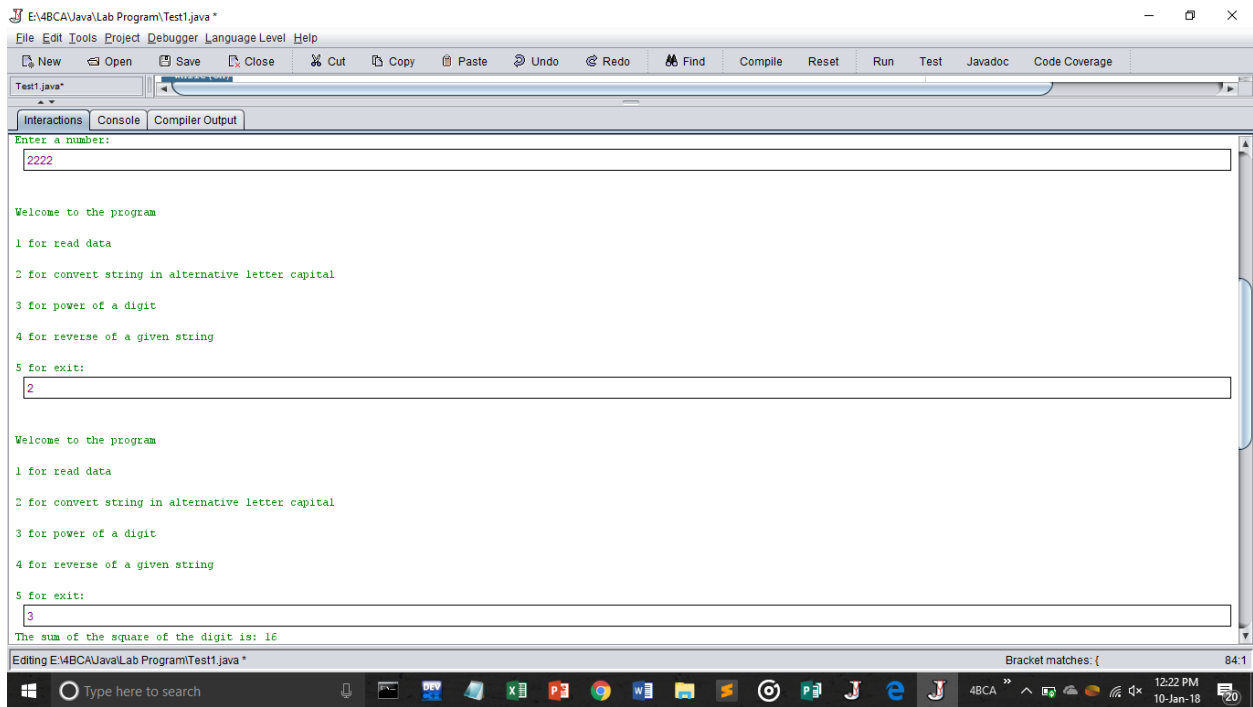 E:\4BCA\Java\Lab Program\Test1.java *
File Edit Tools Project Debugger Language Level Help
New Open Save Close Cut Copy Paste Undo Redo Find Compile Reset Run Test Javadoc Code Coverage
Test1.java*
Interactions Console Compiler Output
Enter a number:
2222
Welcome to the program
1 for read data
2 for convert string in alternative letter capital
3 for power of a digit
4 for reverse of a given string
5 for exit:
2
Welcome to the program
1 for read data
2 for convert string in alternative letter capital
3 for power of a digit
4 for reverse of a given string
5 for exit:
3
The sum of the square of the digit is: 16
Editing E:\4BCA\Java\Lab Program\Test1.java * Bracket matches: { 84:1
Type here to search DEV 4BCA 12:22 PM
10-Jan-18 20